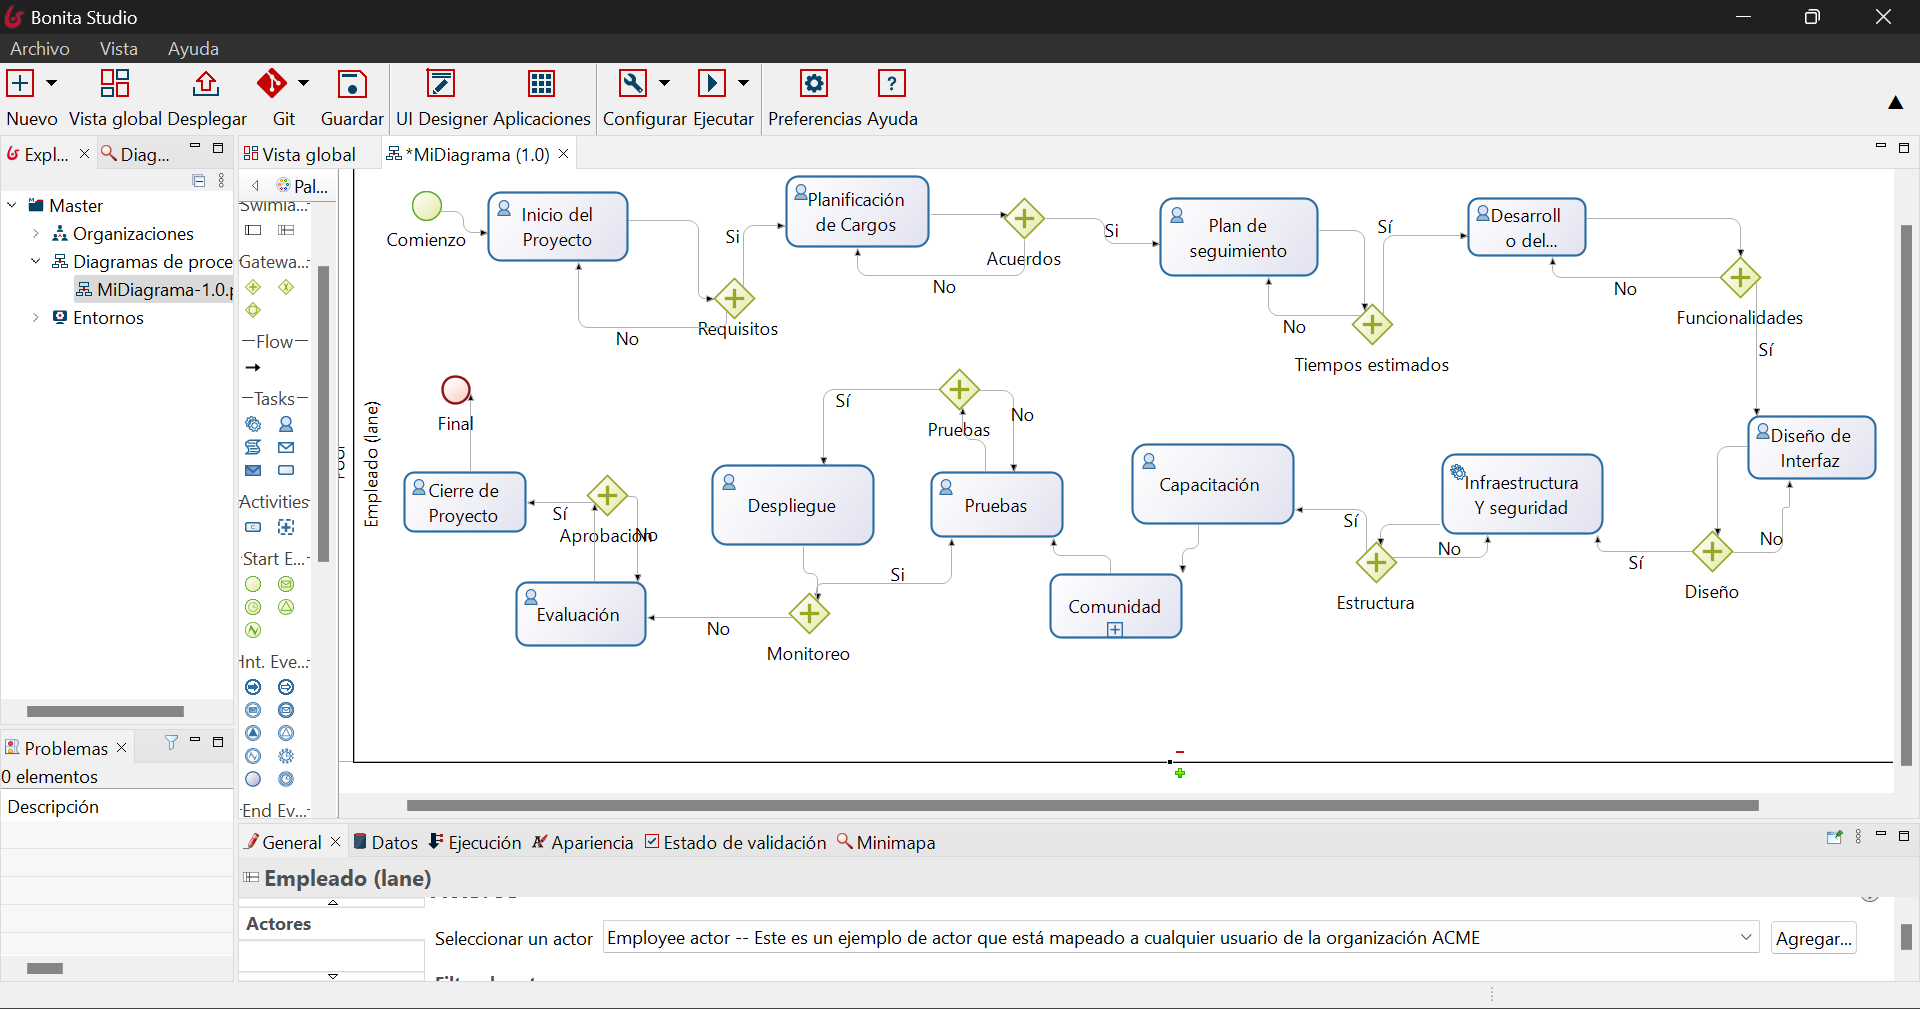 Bonita Studio
Archivo Vista Ayuda
Nuevo Vista global Desplegar Git Guardar UI Designer Aplicaciones Configurar Ejecutar Preferencias Ayuda
Expl... Diag...
Master
Organizaciones
Diagramas de proce
MiDiagrama-1.0.p
Entornos
Problemas
0 elementos
Descripción
Vista global *MiDiagrama (1.0)
Pal...
Swimla...
Gatewa...
Flow
Tasks
Activities
Start E...
Int. Eve...
End Ev...
Empleado (lane)
Comienzo
Inicio del
Proyecto
Si
No
Requisitos
Planificación
de Cargos
Acuerdos
Si
No
Plan de
seguimiento
Sí
No
Tiempos estimados
Desarroll
o del...
No
Funcionalidades
Sí
Diseño de
Interfaz
No
Sí
Diseño
Infraestructura
Y seguridad
No
Sí
Estructura
Capacitación
Comunidad
Pruebas
Pruebas
No
Sí
Despliegue
Si
No
Monitoreo
Evaluación
Aprobación
No
Sí
Cierre de
Proyecto
Final
General Datos Ejecución Apariencia Estado de validación Minimapa
Empleado (lane)
Actores
Seleccionar un actor Employee actor -- Este es un ejemplo de actor que está mapeado a cualquier usuario de la organización ACME Agregar...